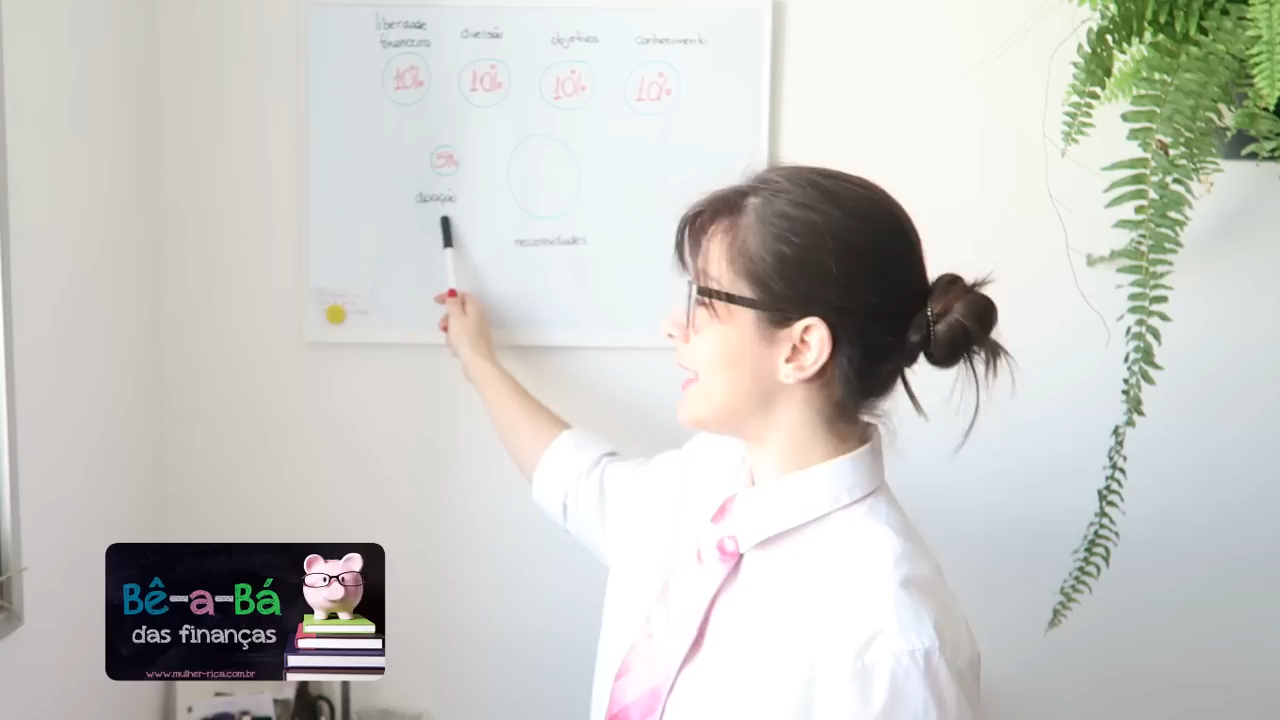 liberdade
financeira
diversão
objetivos
conhecimento
10%
10%
10%
10%
5%
doação
necessidades
Bê-a-Bá
das finanças
www.mulher-rica.com.br